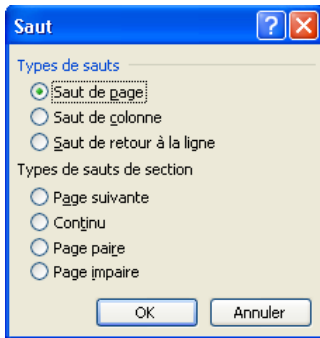 Saut
Types de sauts
Saut de page
Saut de colonne
Saut de retour à la ligne
Types de sauts de section
Page suivante
Continu
Page paire
Page impaire
OK
Annuler